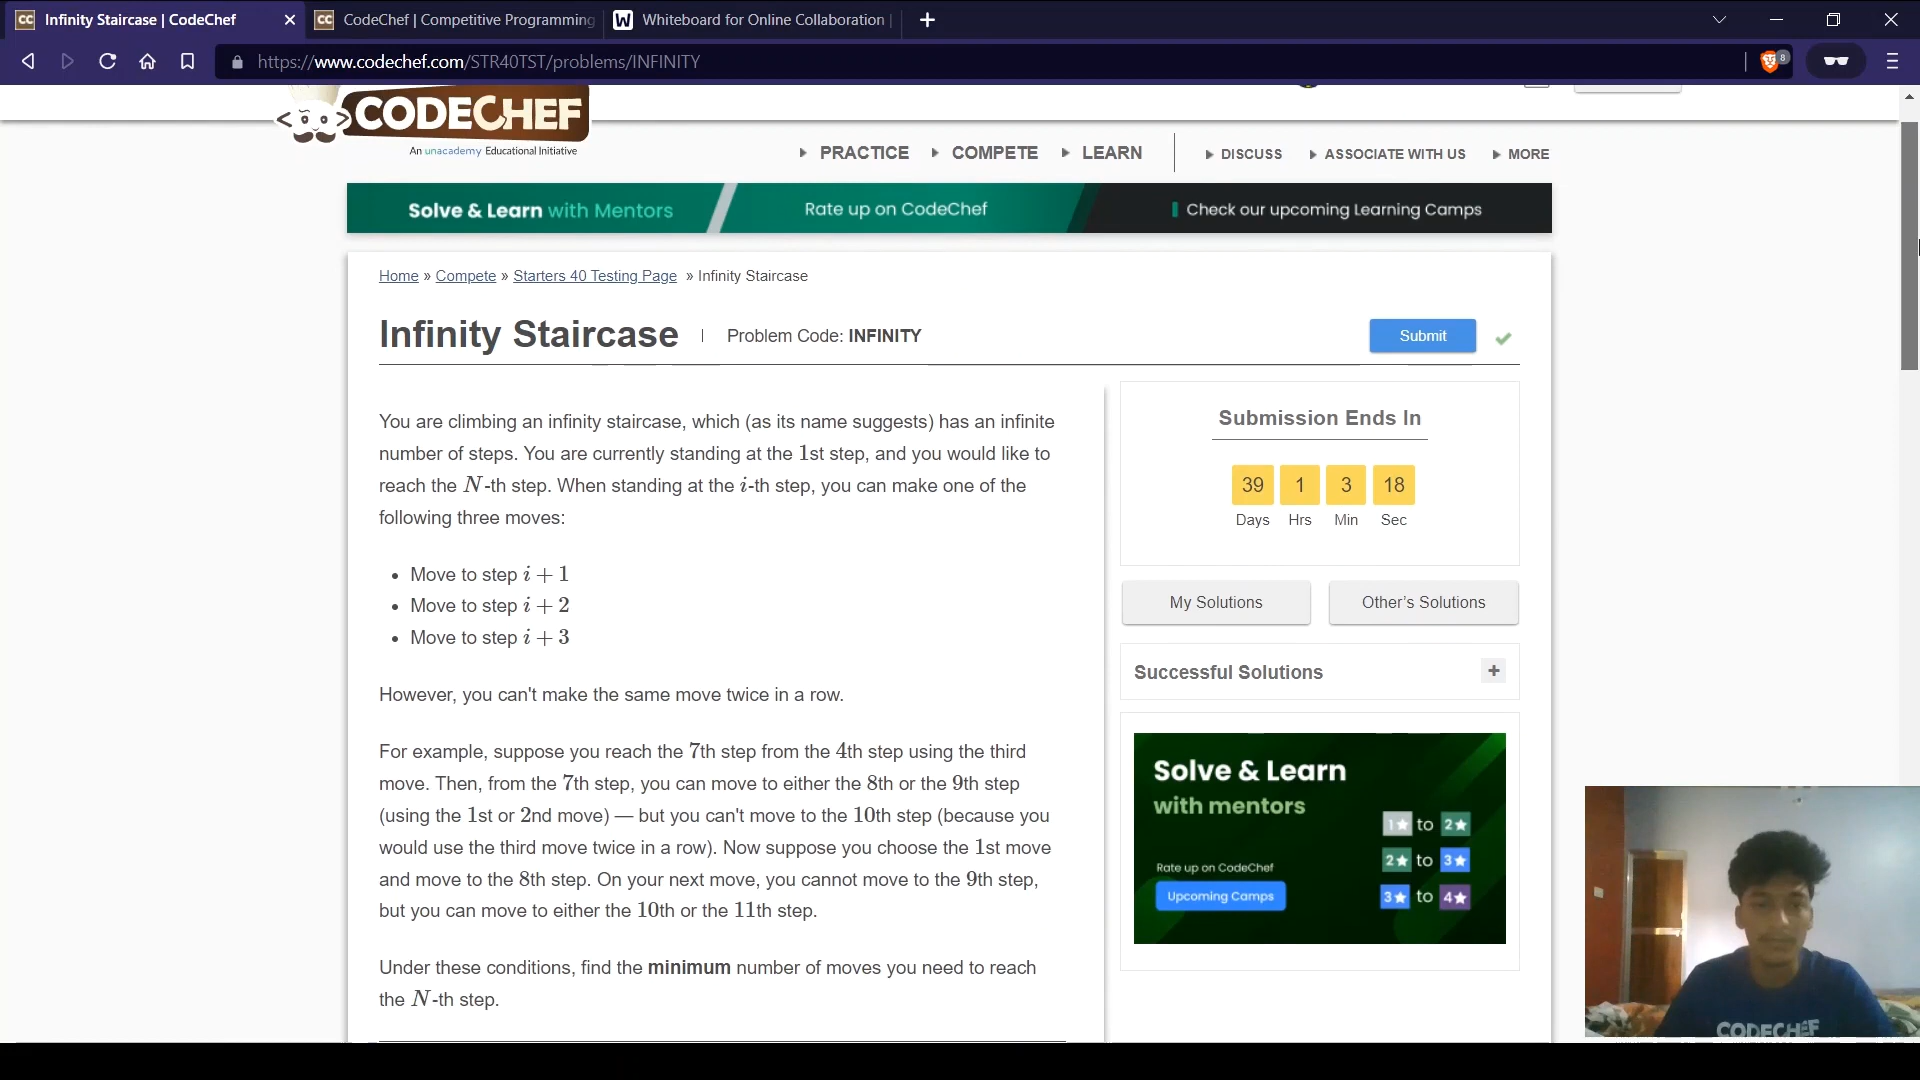 Infinity Staircase | CodeChef
CodeChef | Competitive Programming
Whiteboard for Online Collaboration
https://www.codechef.com/STR40TST/problems/INFINITY
8
CODECHEF
An unacademy Educational Initiative
PRACTICE
COMPETE
LEARN
DISCUSS
ASSOCIATE WITH US
MORE
Solve & Learn with Mentors
Rate up on CodeChef
Check our upcoming Learning Camps
Home » Compete » Starters 40 Testing Page » Infinity Staircase
Infinity Staircase
Problem Code: INFINITY
Submit
You are climbing an infinity staircase, which (as its name suggests) has an infinite
number of steps. You are currently standing at the 1st step, and you would like to
reach the N-th step. When standing at the i-th step, you can make one of the
following three moves:
• Move to step i + 1
• Move to step i + 2
• Move to step i + 3
However, you can't make the same move twice in a row.
For example, suppose you reach the 7th step from the 4th step using the third
move. Then, from the 7th step, you can move to either the 8th or the 9th step
(using the 1st or 2nd move) — but you can't move to the 10th step (because you
would use the third move twice in a row). Now suppose you choose the 1st move
and move to the 8th step. On your next move, you cannot move to the 9th step,
but you can move to either the 10th or the 11th step.
Under these conditions, find the minimum number of moves you need to reach
the N-th step.
Submission Ends In
39 1 3 18
Days Hrs Min Sec
My Solutions
Other's Solutions
Successful Solutions
+
Solve & Learn
with mentors
1★ to 2★
2★ to 3★
3★ to 4★
Rate up on CodeChef
Upcoming Camps
CODECHEF